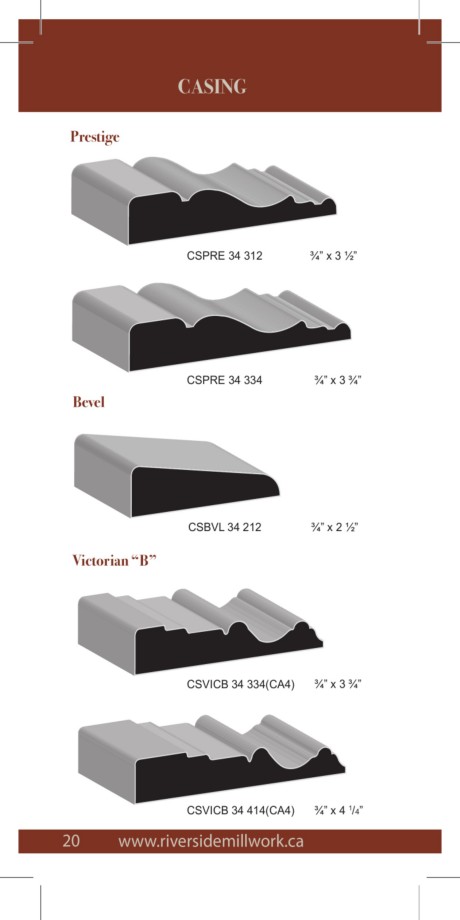 CASING
Prestige
CSPRE 34 312 ¾” x 3 ½”
CSPRE 34 334 ¾” x 3 ¾”
Bevel
CSBVL 34 212 ¾” x 2 ½”
Victorian “B”
CSVICB 34 334(CA4) ¾” x 3 ¾”
CSVICB 34 414(CA4) ¾” x 4 1/4”
20 www.riversidemillwork.ca